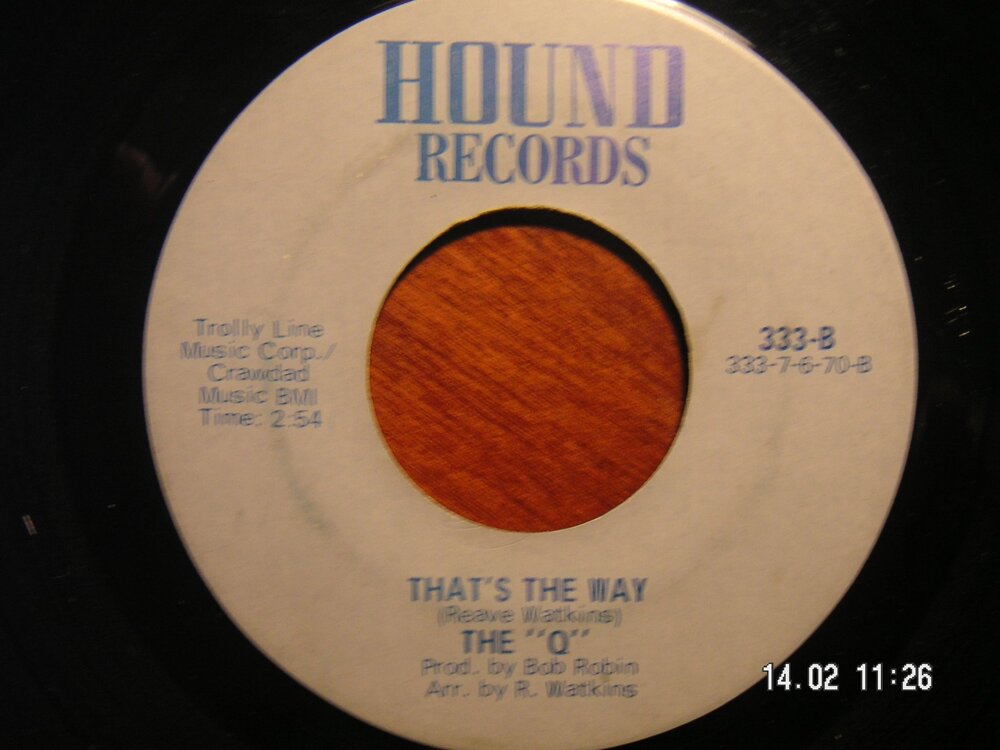 HOUND
RECORDS
Trolly Line
Music Corp./
Crawdad
Music BMI
Time: 2:54
333-B
333-7-6-70-B
THAT'S THE WAY
(Reave Watkins)
THE "Q"
Prod. by Bob Robin
Arr. by R. Watkins
14.02 11:26